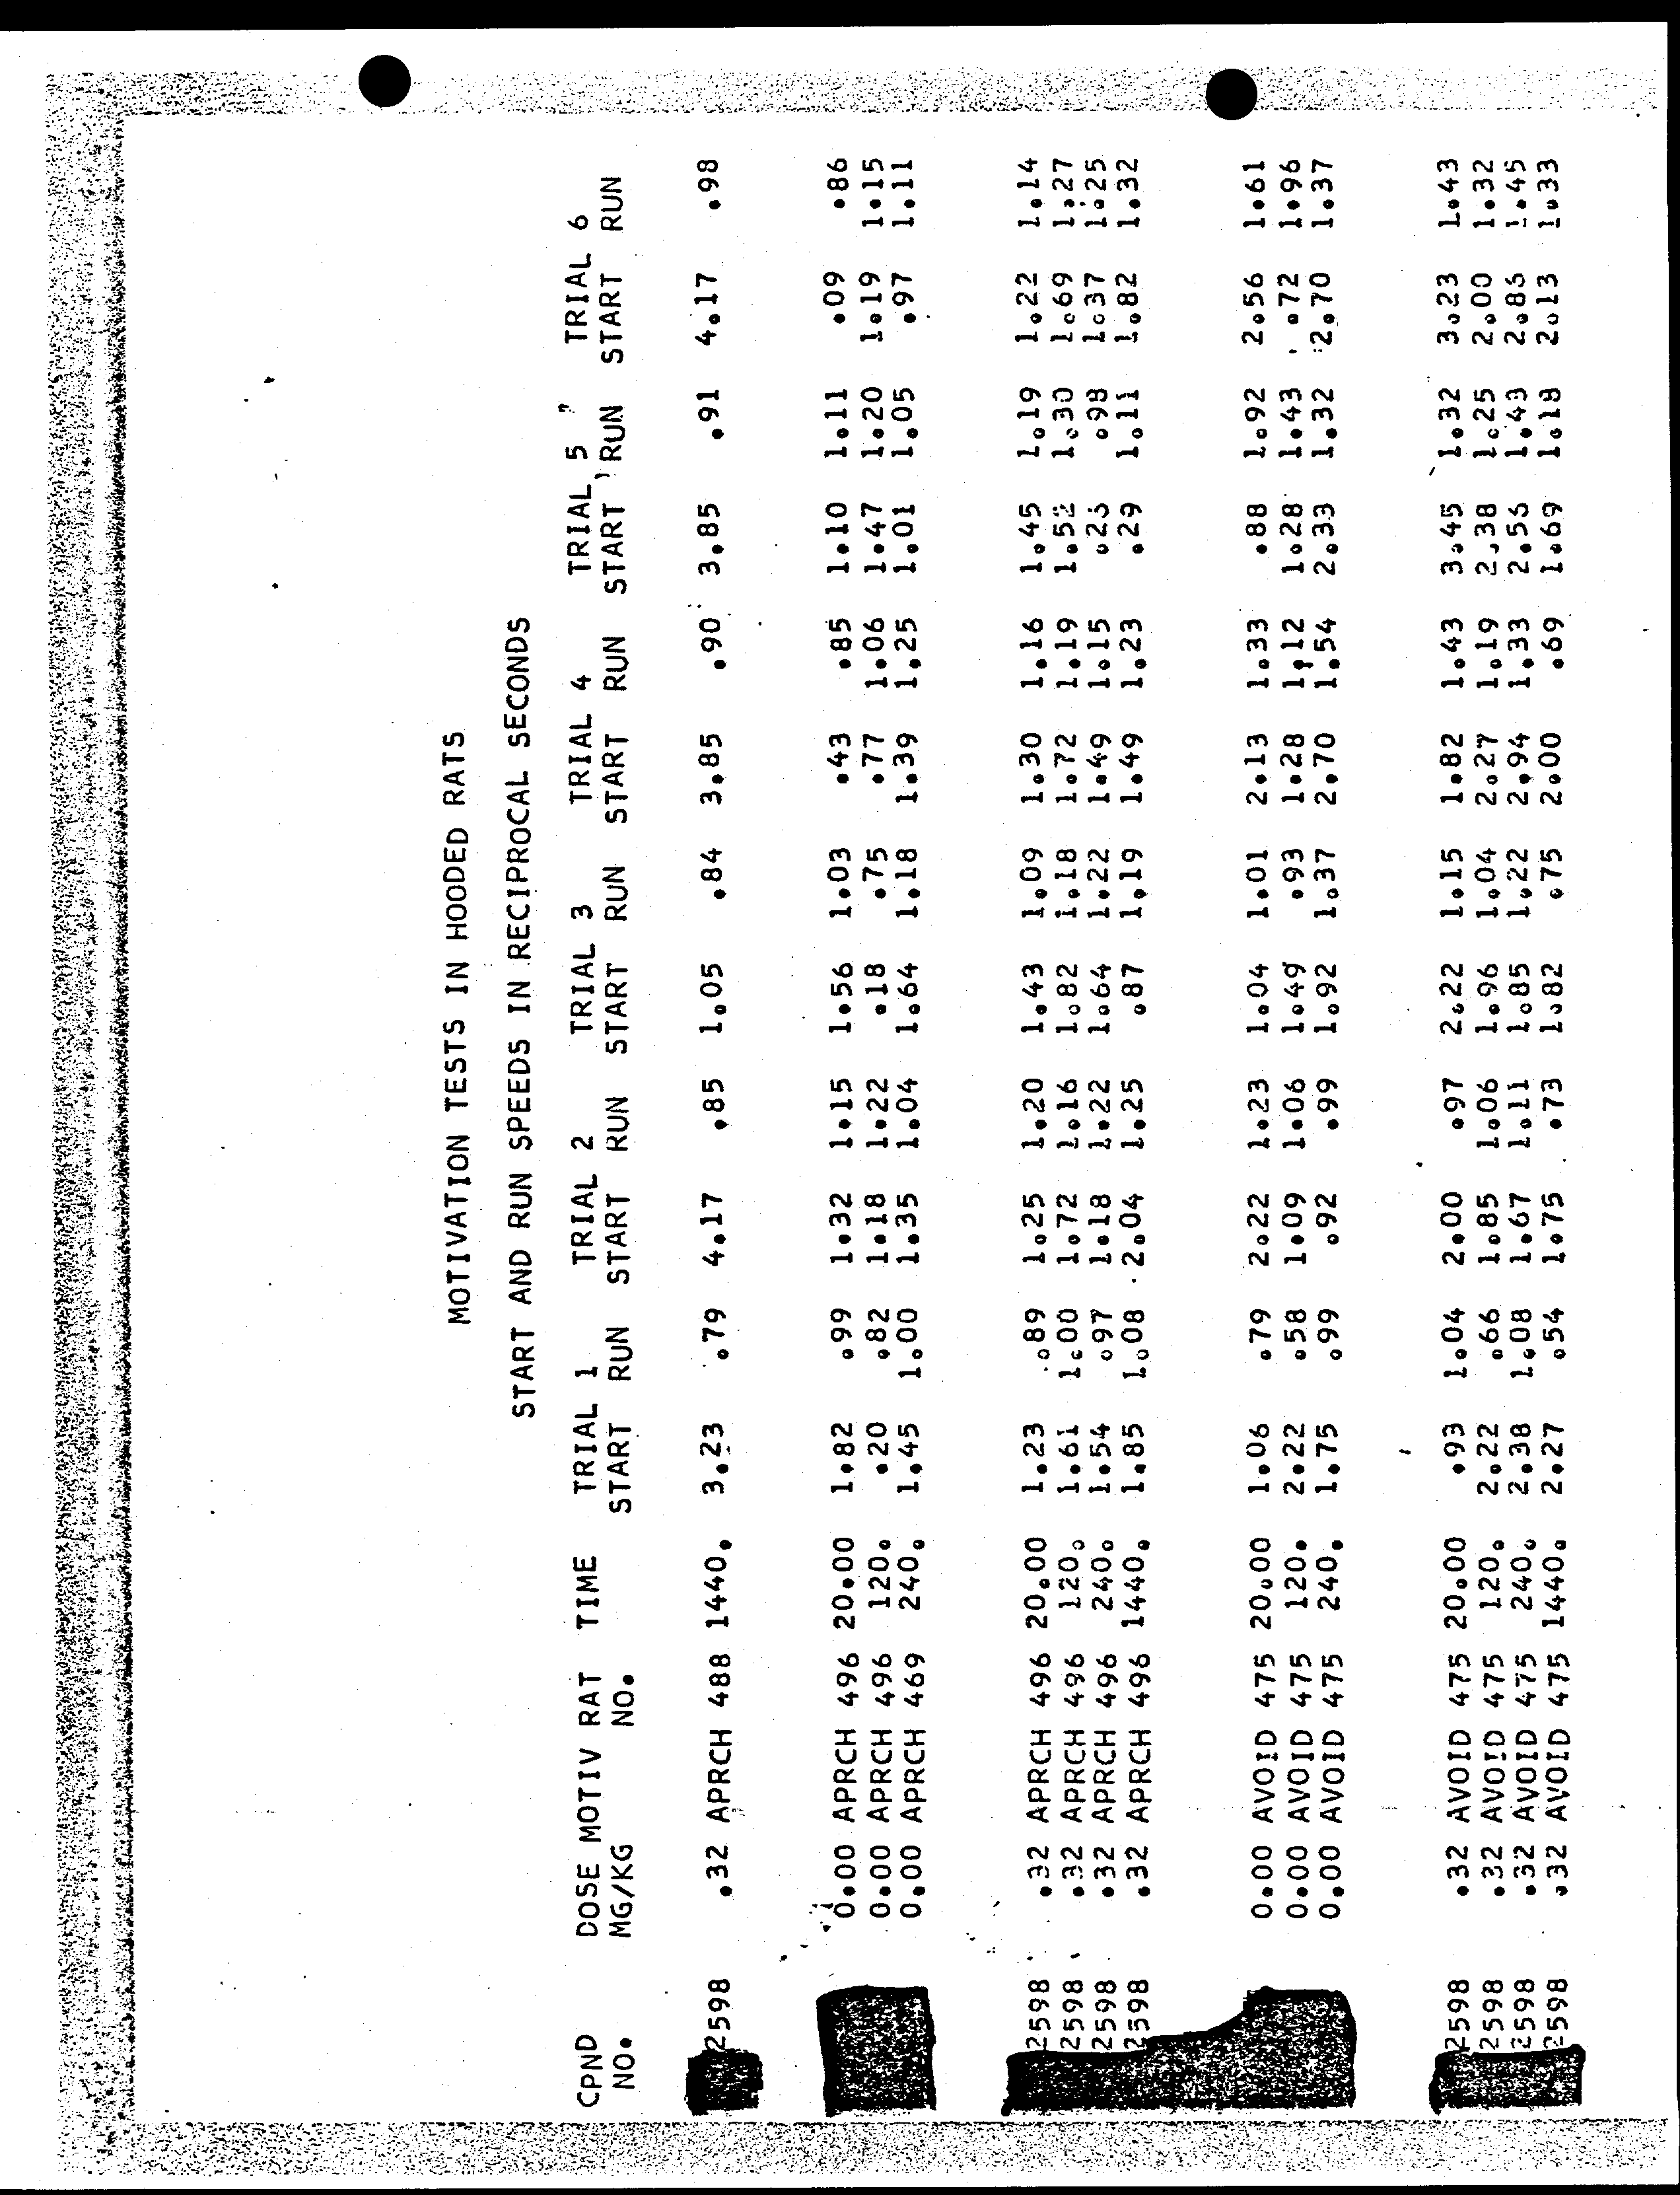 MOTIVATION TESTS IN HOODED RATS
START AND RUN SPEEDS IN RECIPROCAL SECONDS
CPND DOSE MOTIV RAT TIME TRIAL 1 TRIAL 2 TRIAL 3 TRIAL 4 TRIAL 5 TRIAL 6
NO. MG/KG NO. START RUN START RUN START RUN START RUN START RUN START RUN
2598 .32 APRCH 488 1440. 3.23 .79 4.17 .85 1.05 .84 3.85 .90 3.85 .91 4.17 .98
0.00 APRCH 496 20.00 1.82 .99 1.32 1.15 1.56 1.03 .43 .85 1.10 1.11 .09 .86
0.00 APRCH 496 120. .20 .82 1.18 1.22 .18 .75 .77 1.06 1.47 1.20 1.19 1.15
0.00 APRCH 469 240. 1.45 1.00 1.35 1.04 1.64 1.18 1.39 1.25 1.01 1.05 .97 1.11
2598 .32 APRCH 496 20.00 1.23 .89 1.25 1.20 1.43 1.09 1.30 1.16 1.45 1.19 1.22 1.14
2598 .32 APRCH 496 120. 1.61 1.00 1.72 1.16 1.82 1.18 1.72 1.19 1.52 1.30 1.69 1.27
2598 .32 APRCH 496 240. 1.54 .97 1.18 1.22 1.64 1.22 1.49 1.15 .98 1.37 1.25
2598 .32 APRCH 496 1440. 1.85 1.08 2.04 1.25 .87 1.19 1.49 1.23 .29 1.11 1.82 1.32
0.00 AVOID 475 20.00 1.06 .79 2.22 1.23 1.04 1.01 2.13 1.33 .88 1.92 2.56 1.61
0.00 AVOID 475 120. 2.22 .58 1.09 1.06 1.49 .93 1.28 1.12 1.28 1.43 .72 1.96
0.00 AVOID 475 240. 1.75 .99 .92 .99 1.92 1.37 2.70 1.54 2.33 1.32 2.70 1.37
2598 .32 AVOID 475 20.00 .93 1.04 2.00 .97 2.22 1.15 1.82 1.43 3.45 1.32 3.23 1.43
2598 .32 AVOID 475 120. 2.22 .66 1.85 1.06 1.96 1.04 2.27 1.19 2.38 1.25 2.00 1.32
2598 .32 AVOID 475 240. 2.38 1.08 1.67 1.11 1.85 1.22 2.94 1.33 2.56 1.43 1.45
2598 .32 AVOID 475 1440. 2.27 .54 1.75 .73 1.82 .75 2.00 .69 1.69 1.18 2.13 1.33